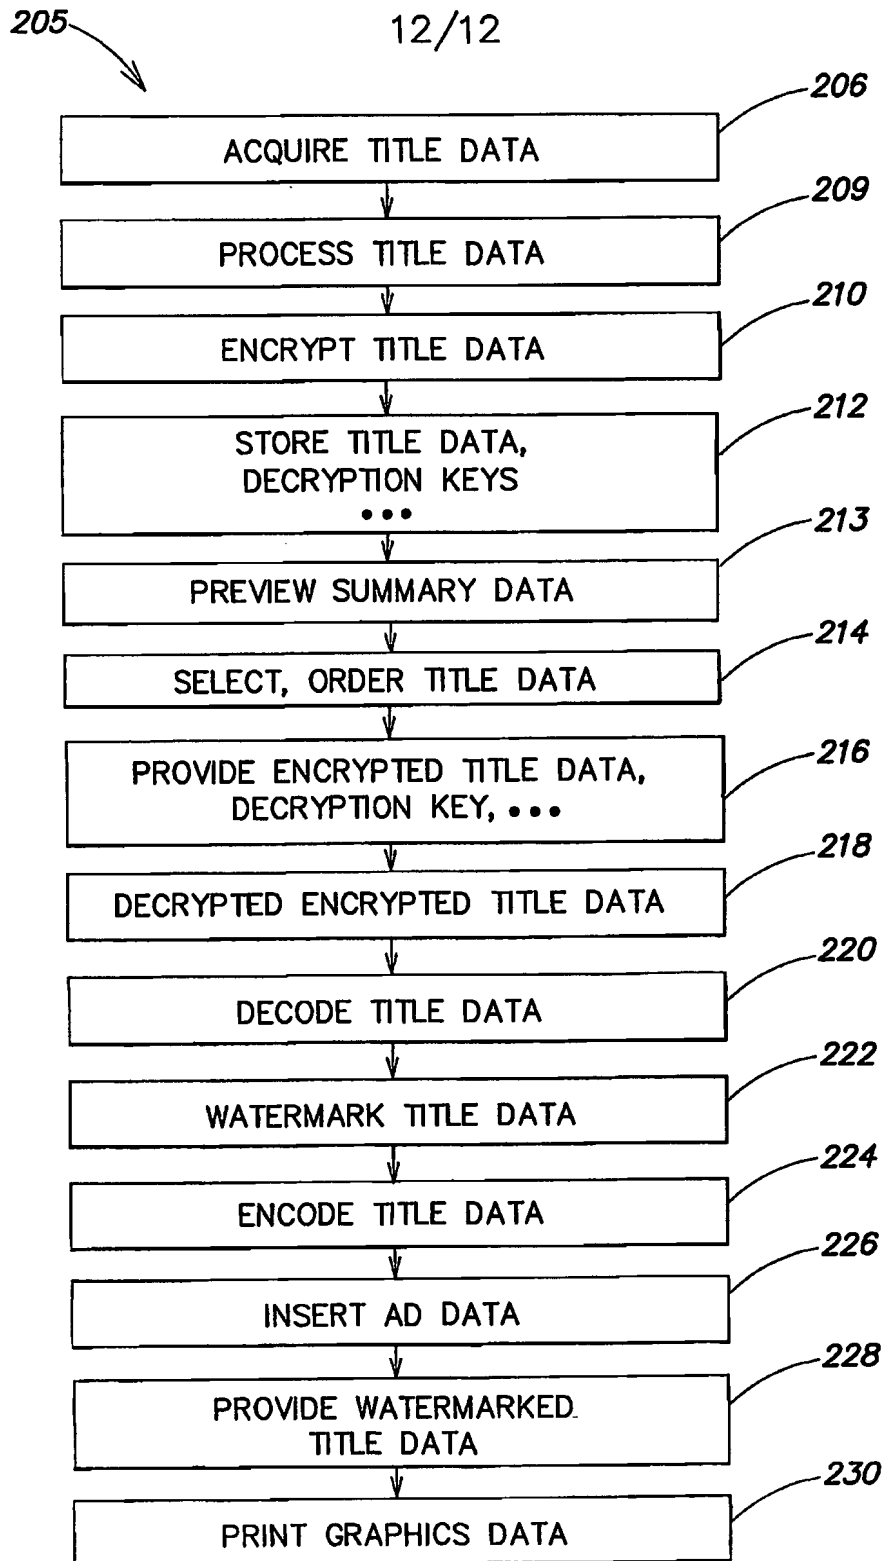 205
12/12
206
ACQUIRE TITLE DATA
209
PROCESS TITLE DATA
210
ENCRYPT TITLE DATA
212
STORE TITLE DATA,
DECRYPTION KEYS
•••
213
PREVIEW SUMMARY DATA
214
SELECT, ORDER TITLE DATA
216
PROVIDE ENCRYPTED TITLE DATA,
DECRYPTION KEY, •••
218
DECRYPTED ENCRYPTED TITLE DATA
220
DECODE TITLE DATA
222
WATERMARK TITLE DATA
224
ENCODE TITLE DATA
226
INSERT AD DATA
228
PROVIDE WATERMARKED
TITLE DATA
230
PRINT GRAPHICS DATA